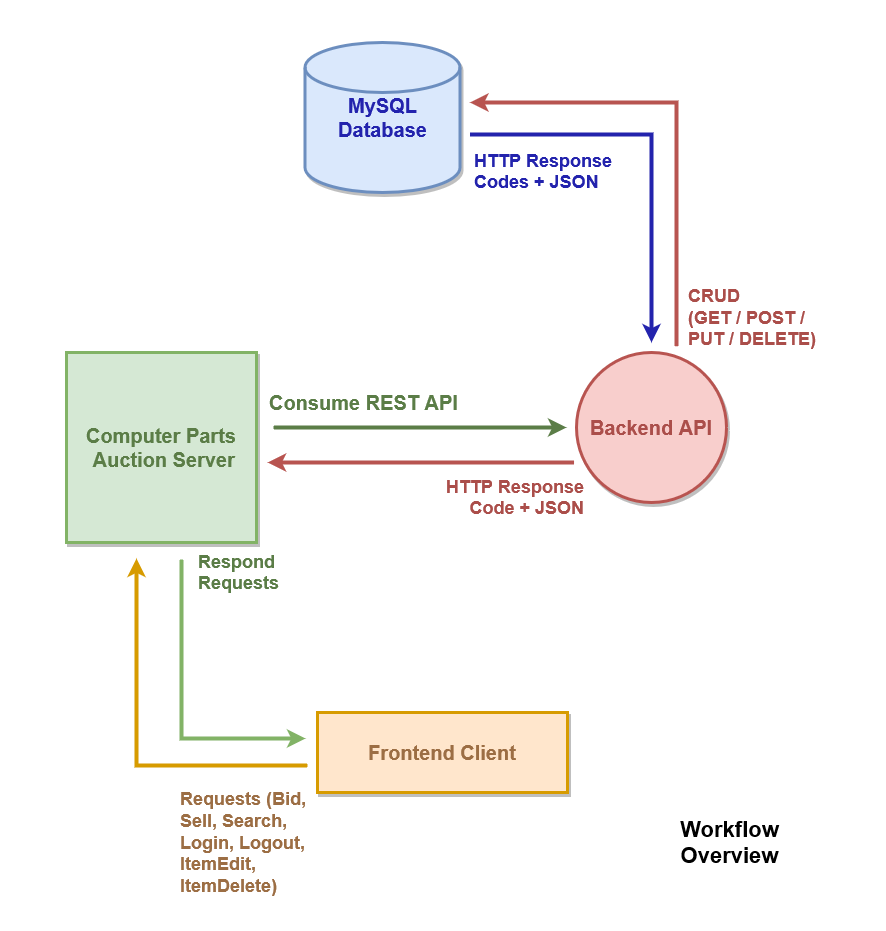 MySQL
Database
HTTP Response
Codes + JSON
CRUD
(GET / POST /
PUT / DELETE)
Consume REST API
Computer Parts
Auction Server
Backend API
HTTP Response
Code + JSON
Respond
Requests
Frontend Client
Requests (Bid,
Sell, Search,
Login, Logout,
ItemEdit,
ItemDelete)
Workflow
Overview